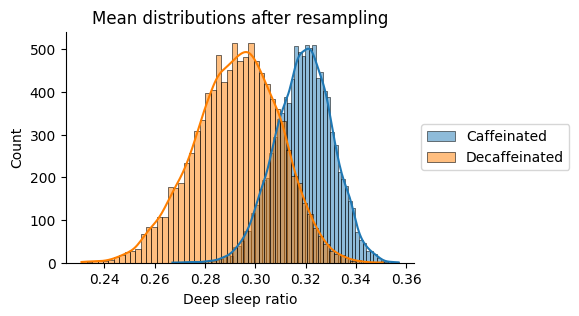 Mean distributions after resampling
500
400
300
200
100
0
Count
0.24 0.26 0.28 0.30 0.32 0.34 0.36
Deep sleep ratio
Caffeinated
Decaffeinated